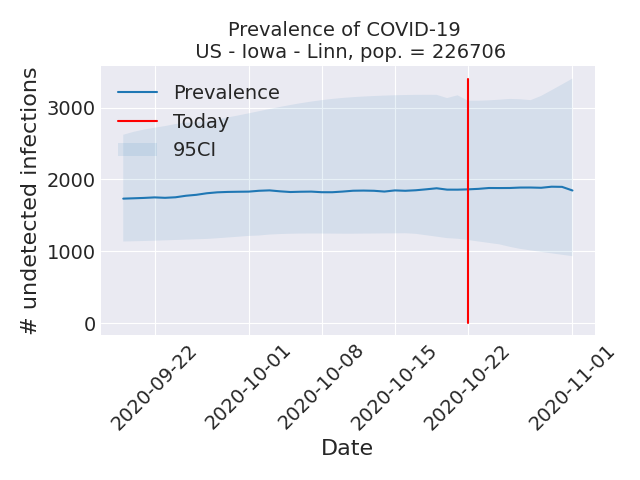 Prevalence of COVID-19
US - Iowa - Linn, pop. = 226706
# undetected infections
3000
2000
1000
0
Prevalence
Today
95CI
2020-09-22
2020-10-01
2020-10-08
2020-10-15
2020-10-22
2020-11-01
Date